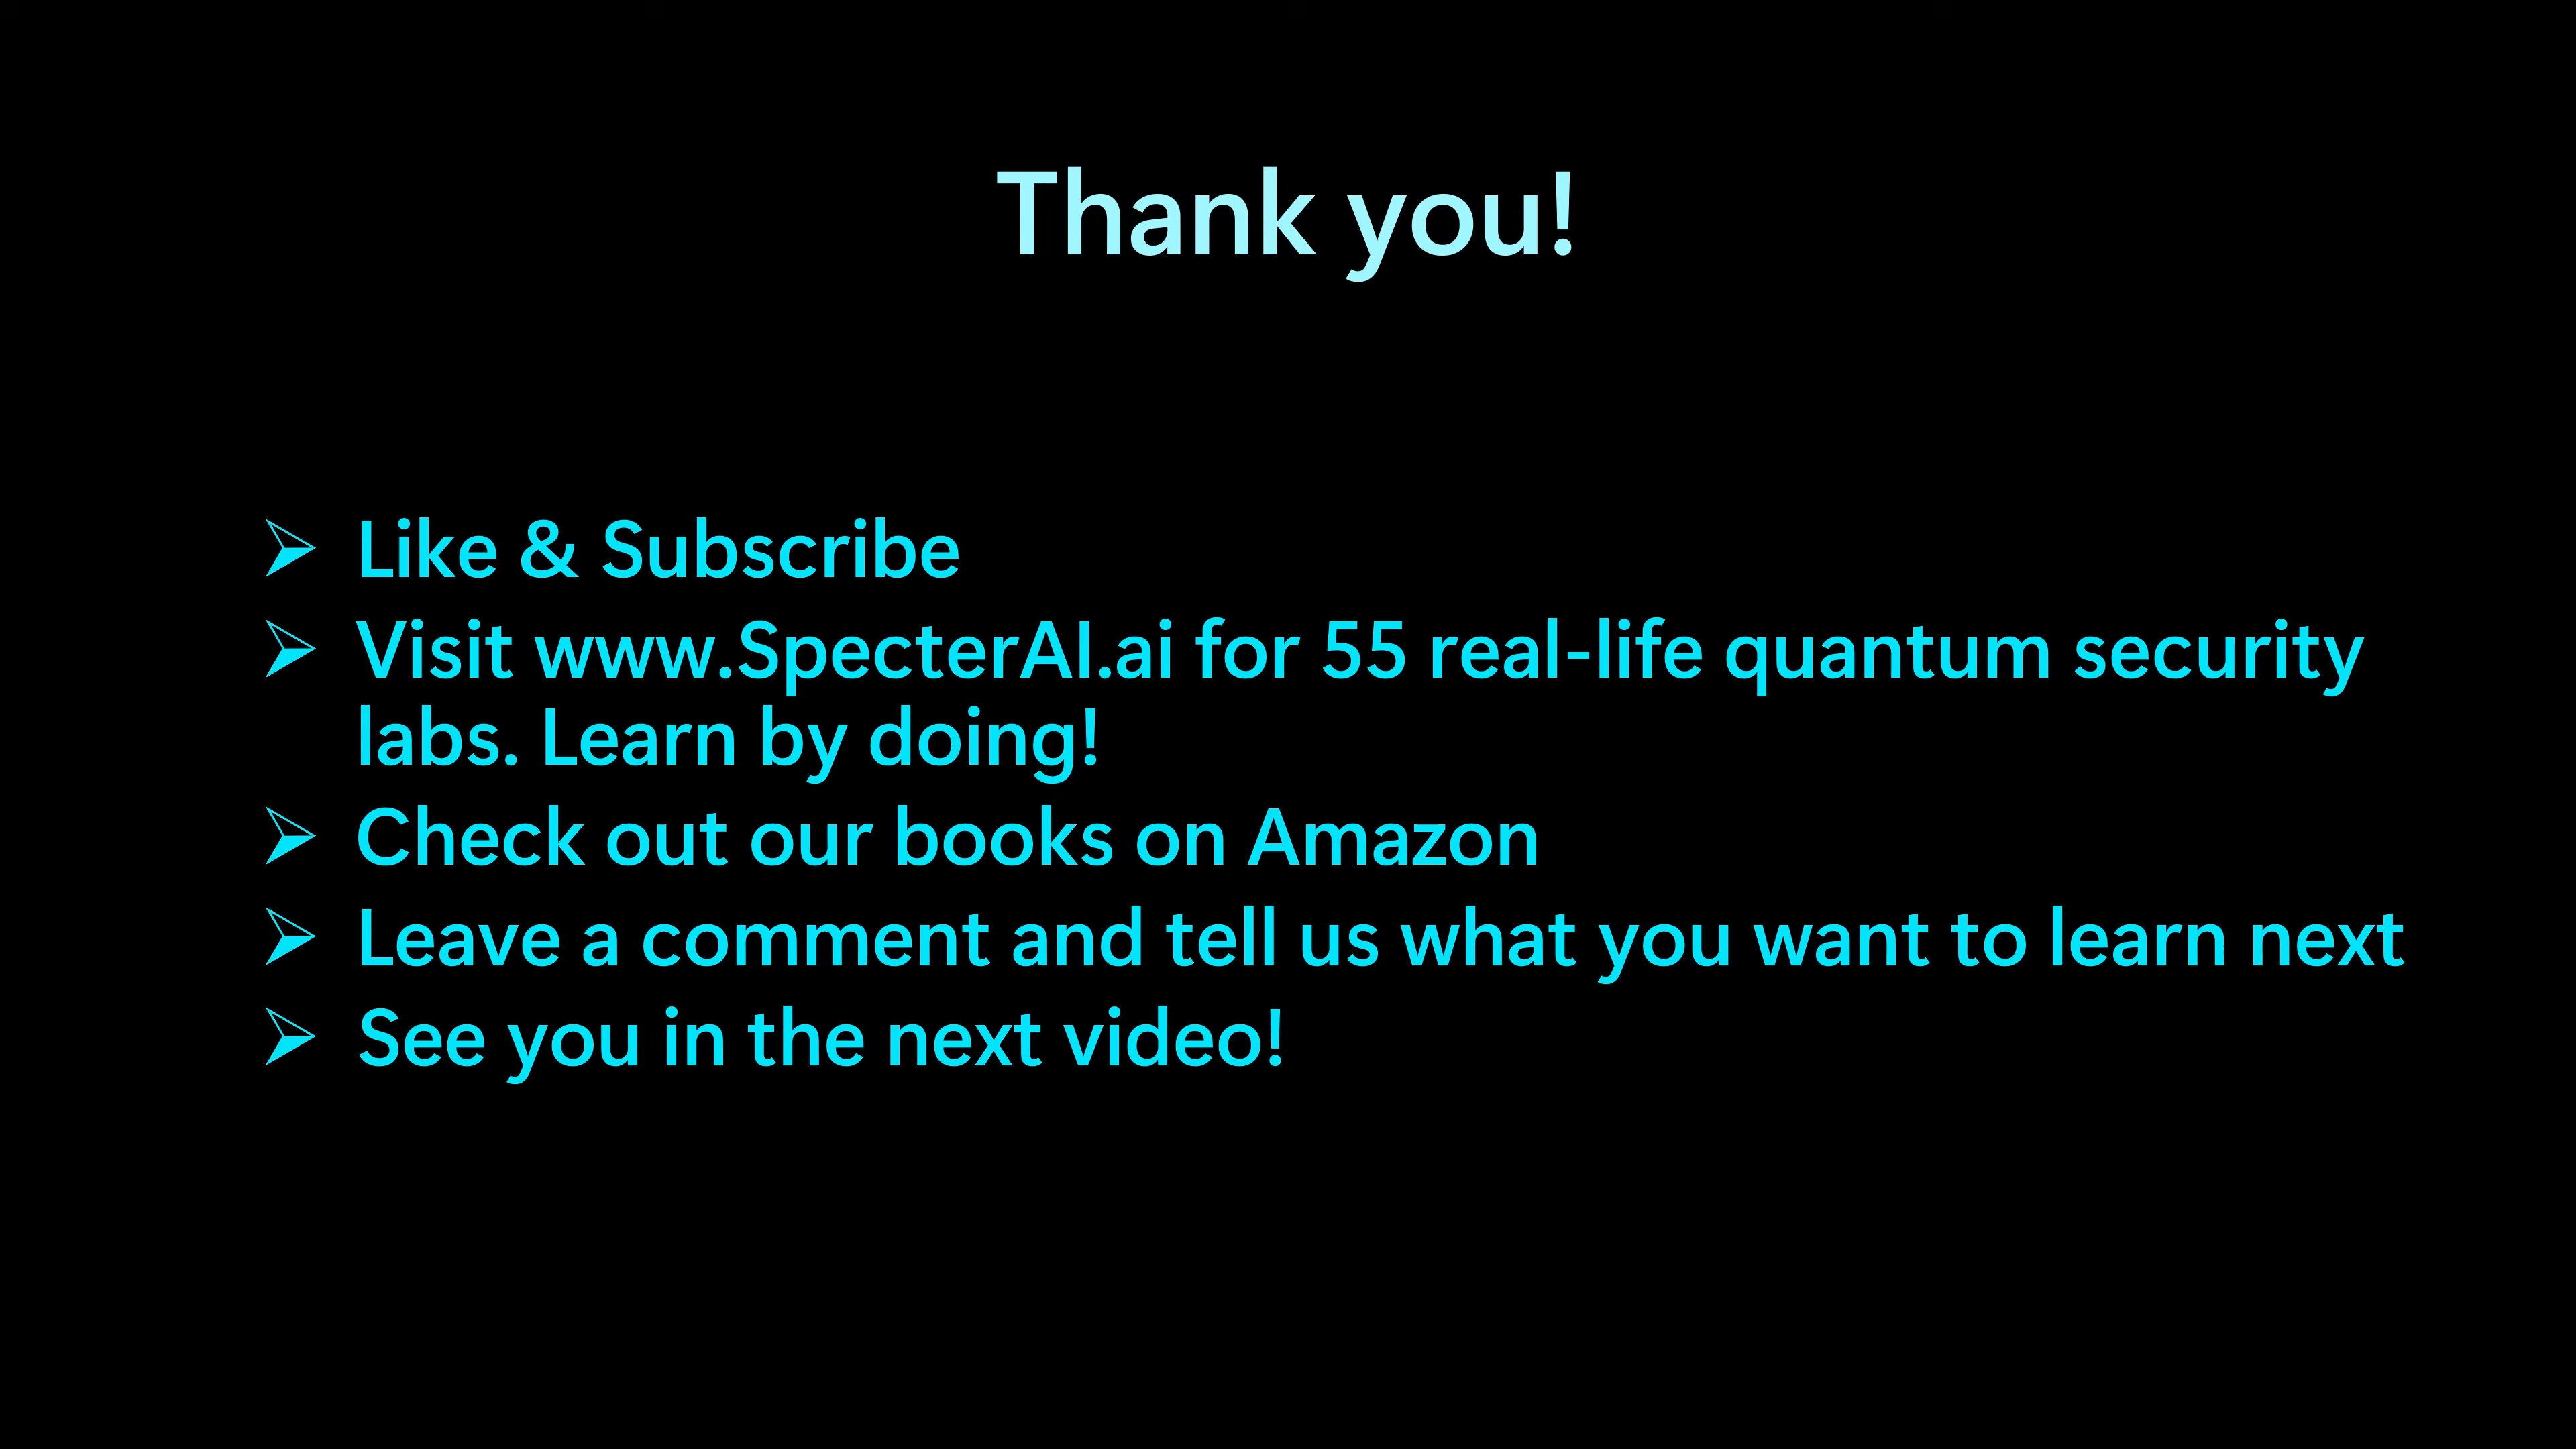 Thank you!
➢ Like & Subscribe
➢ Visit www.SpecterAI.ai for 55 real-life quantum security
labs. Learn by doing!
➢ Check out our books on Amazon
➢ Leave a comment and tell us what you want to learn next
➢ See you in the next video!